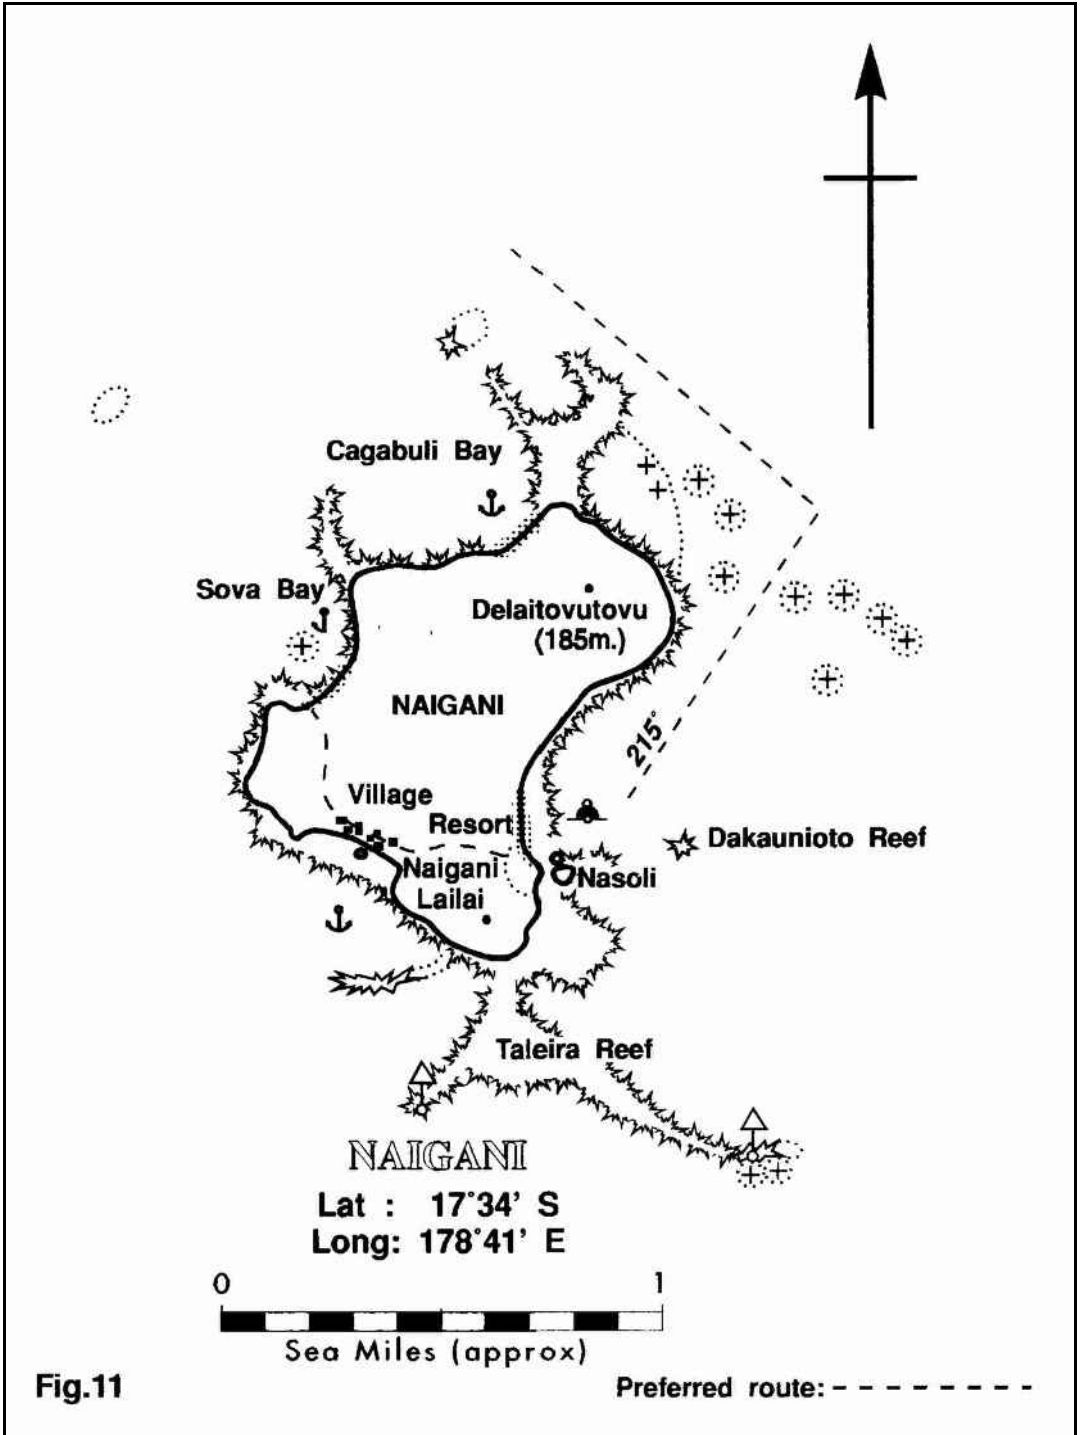 Cagabuli Bay
Sova Bay
Delaitovutovu
(185m.)
NAIGANI
215°
Village
Resort
Dakaunioto Reef
Naigani
Lailai
Nasoli
Taleira Reef
NAIGANI
Lat : 17°34' S
Long: 178°41' E
0 1
Sea Miles (approx)
Fig.11
Preferred route: